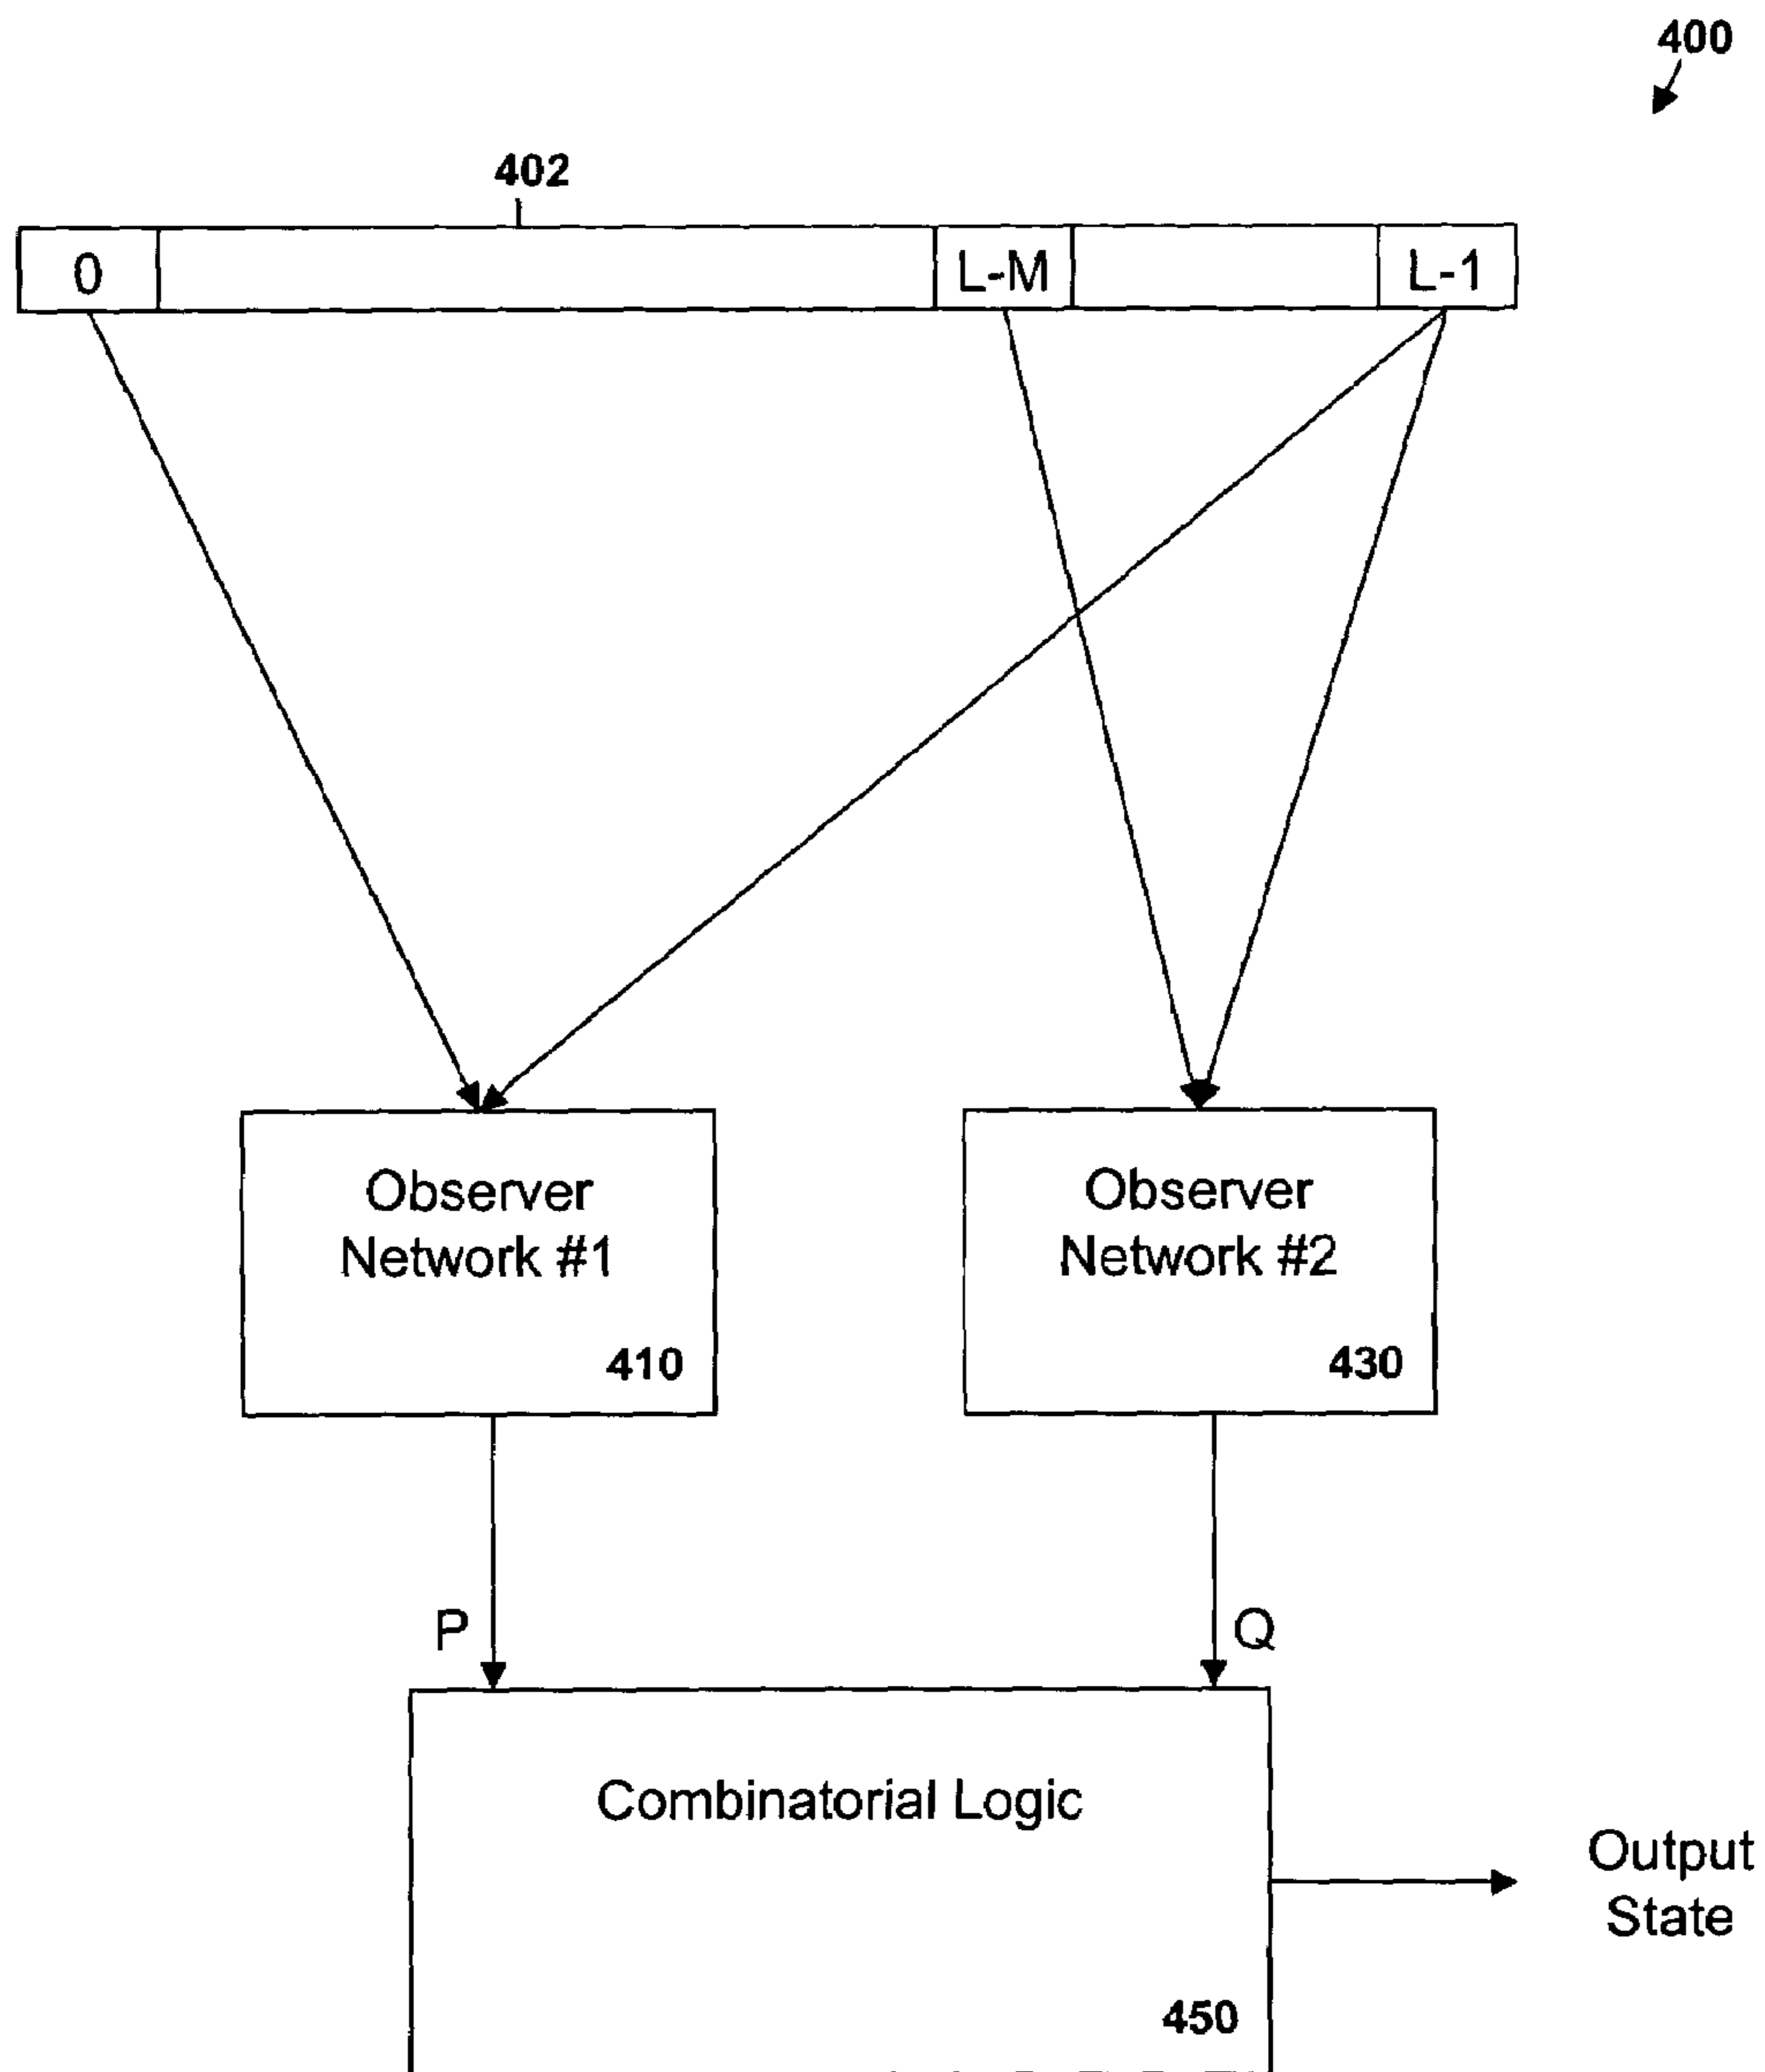 400
402
0
L-M
L-1
Observer
Network #1
410
Observer
Network #2
430
P
Q
Combinatorial Logic
450
Output
State